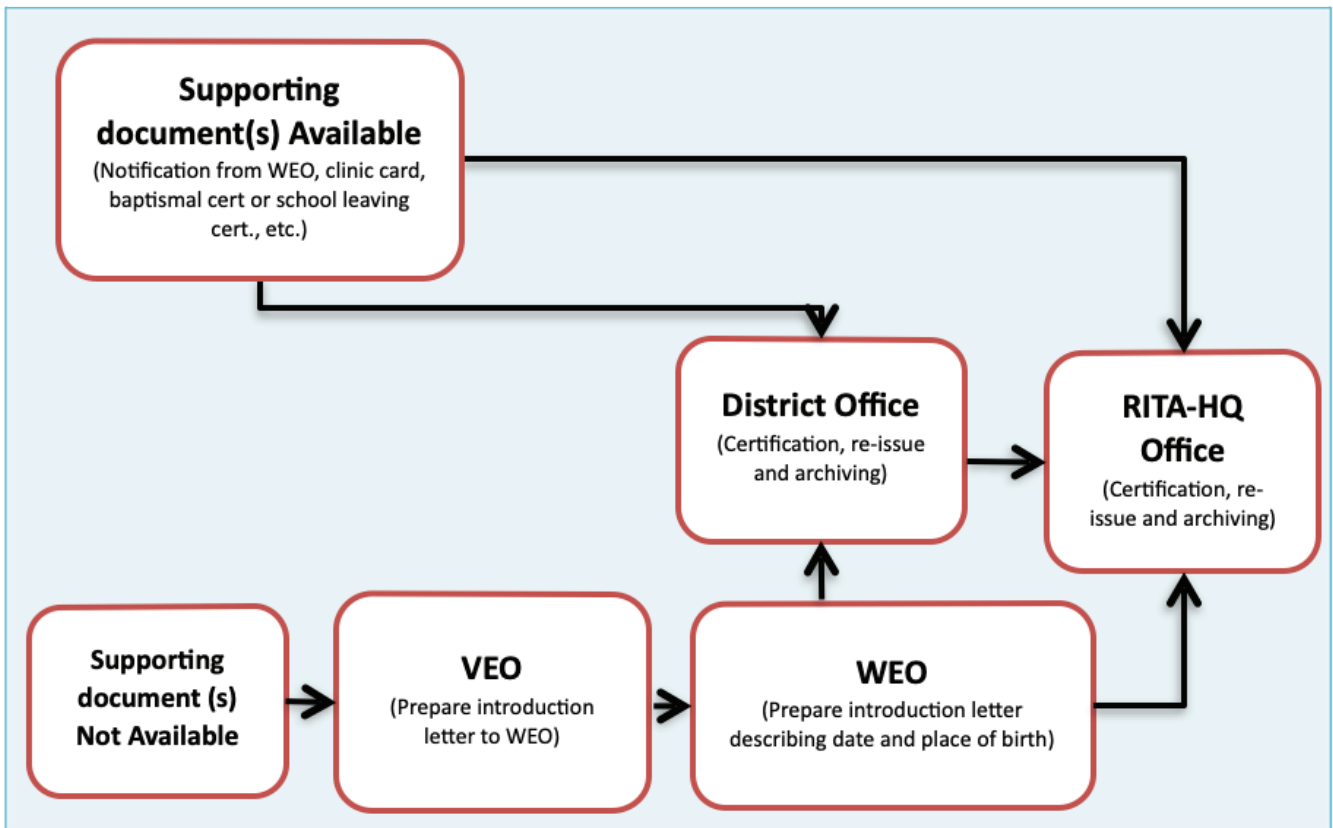 Supporting
document(s) Available
(Notification from WEO, clinic card,
baptismal cert or school leaving
cert., etc.)
District Office
(Certification, re-issue
and archiving)
RITA-HQ
Office
(Certification, re-
issue and archiving)
Supporting
document (s)
Not Available
VEO
(Prepare introduction
letter to WEO)
WEO
(Prepare introduction letter
describing date and place of birth)